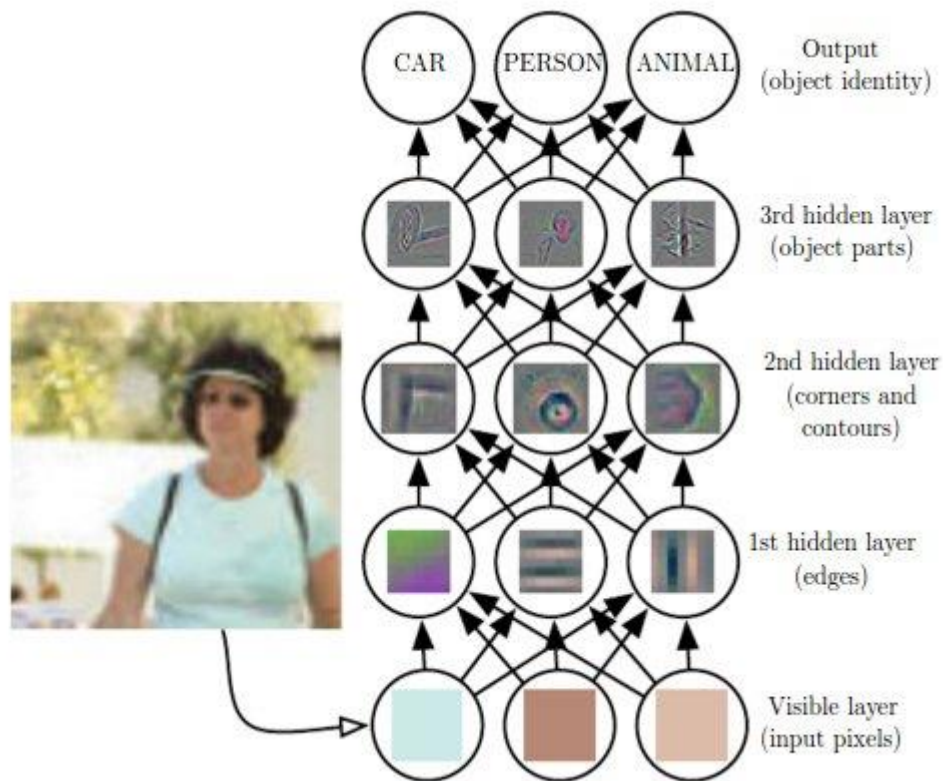 CAR PERSON ANIMAL
Output
(object identity)
3rd hidden layer
(object parts)
2nd hidden layer
(corners and
contours)
1st hidden layer
(edges)
Visible layer
(input pixels)